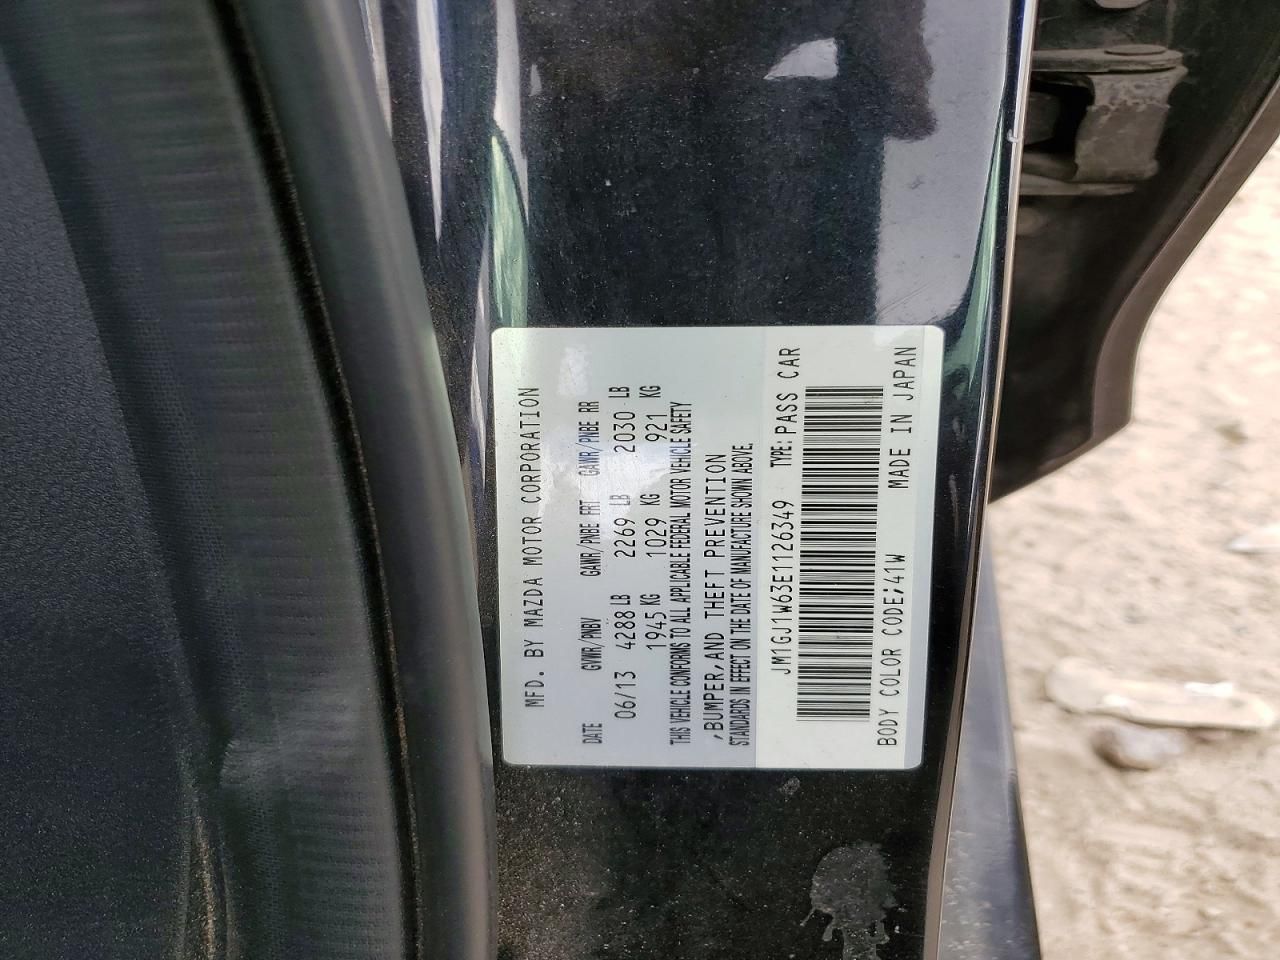 MFD. BY MAZDA MOTOR CORPORATION
DATE GVWR/PNBV GAWR/PNBE FRT GAWR/PNBE RR
06/13 4288 LB 2269 LB 2030 LB
1945 KG 1029 KG 921 KG
THIS VEHICLE CONFORMS TO ALL APPLICABLE FEDERAL MOTOR VEHICLE SAFETY
,BUMPER,AND THEFT PREVENTION
STANDARDS IN EFFECT ON THE DATE OF MANUFACTURE SHOWN ABOVE.
JM1GJ1W63E1126349 TYPE:PASS CAR
BODY COLOR CODE;41W MADE IN JAPAN